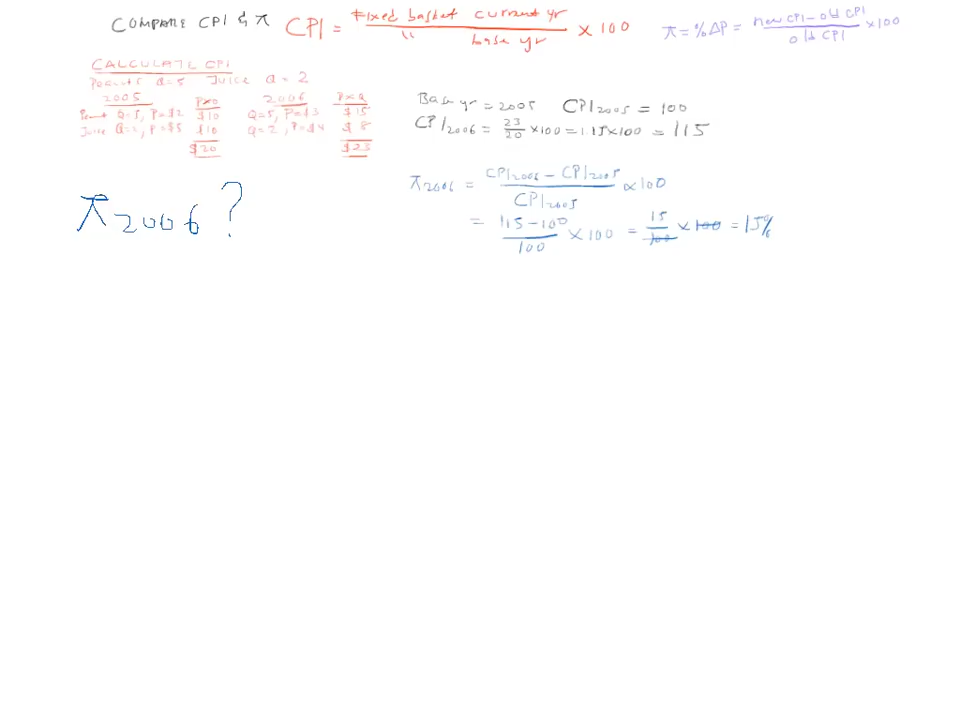 COMPARE CPI & π
CPI = Fixed basket current yr / " base yr × 100
π = %ΔP = new CPI - old CPI / old CPI × 100
CALCULATE CPI
Peanuts Q=5 Juice Q=2
2005 P×Q 2006 P×Q
Q=5, P=$2 $10 Q=5, P=$3 $15
Juice Q=2, P=$5 $10 Q=2, P=$4 $8
$20 $23
Base yr = 2005 CPI2005 = 100
CPI2006 = 23/20 ×100 = 1.15×100 = 115
π2006 ?
π2006 = CPI2006 - CPI2005 / CPI2005 ×100
= 115-100 / 100 × 100 = 15/100 × 100 = 15%